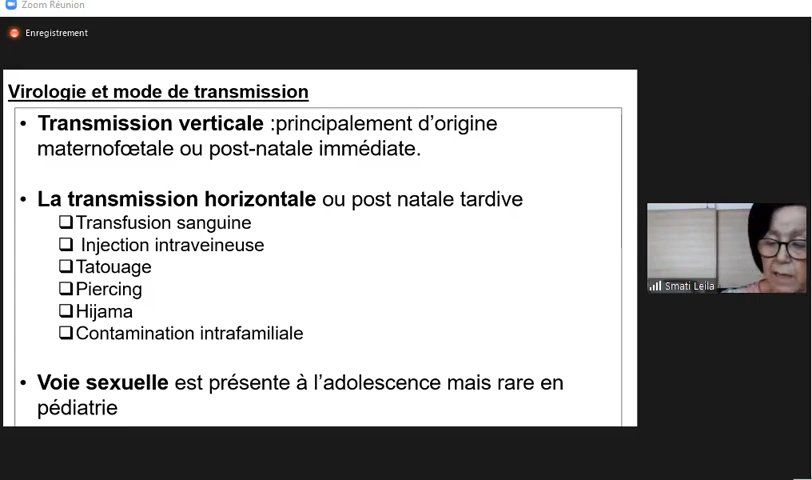 Zoom Réunion
Enregistrement
Virologie et mode de transmission
• Transmission verticale :principalement d'origine
maternofœtale ou post-natale immédiate.
• La transmission horizontale ou post natale tardive
❑Transfusion sanguine
❑ Injection intraveineuse
❑Tatouage
❑Piercing
❑Hijama
❑Contamination intrafamiliale
• Voie sexuelle est présente à l'adolescence mais rare en
pédiatrie
Smati Leila